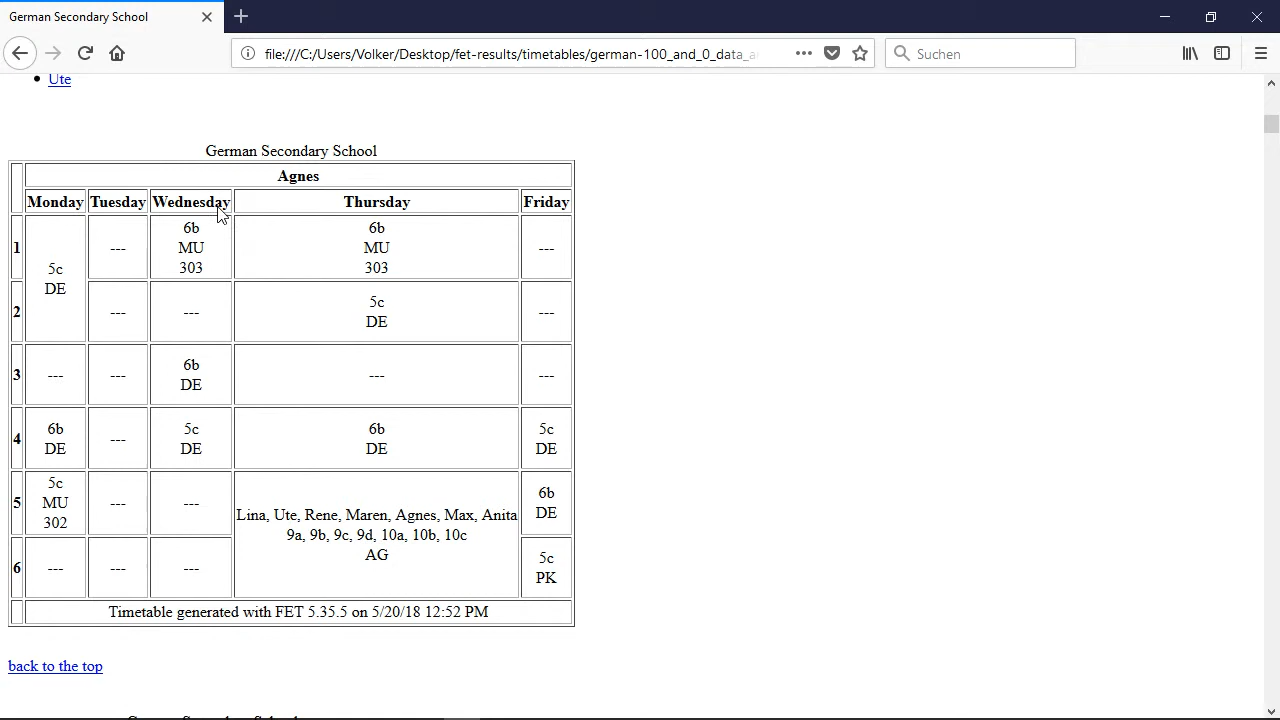 German Secondary School
file:///C:/Users/Volker/Desktop/fet-results/timetables/german-100_and_0_data_a
Suchen
Ute
German Secondary School
Agnes
Monday Tuesday Wednesday Thursday Friday
1 5c DE --- 6b MU 303 6b MU 303 ---
2 --- --- 5c DE ---
3 --- --- 6b DE --- ---
4 6b DE --- 5c DE 6b DE 5c DE
5 5c MU 302 --- --- Lina, Ute, Rene, Maren, Agnes, Max, Anita 9a, 9b, 9c, 9d, 10a, 10b, 10c AG 6b DE
6 --- --- --- 5c PK
Timetable generated with FET 5.35.5 on 5/20/18 12:52 PM
back to the top